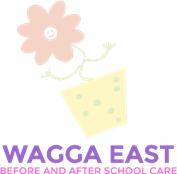 WAGGA EAST
BEFORE AND AFTER SCHOOL CARE